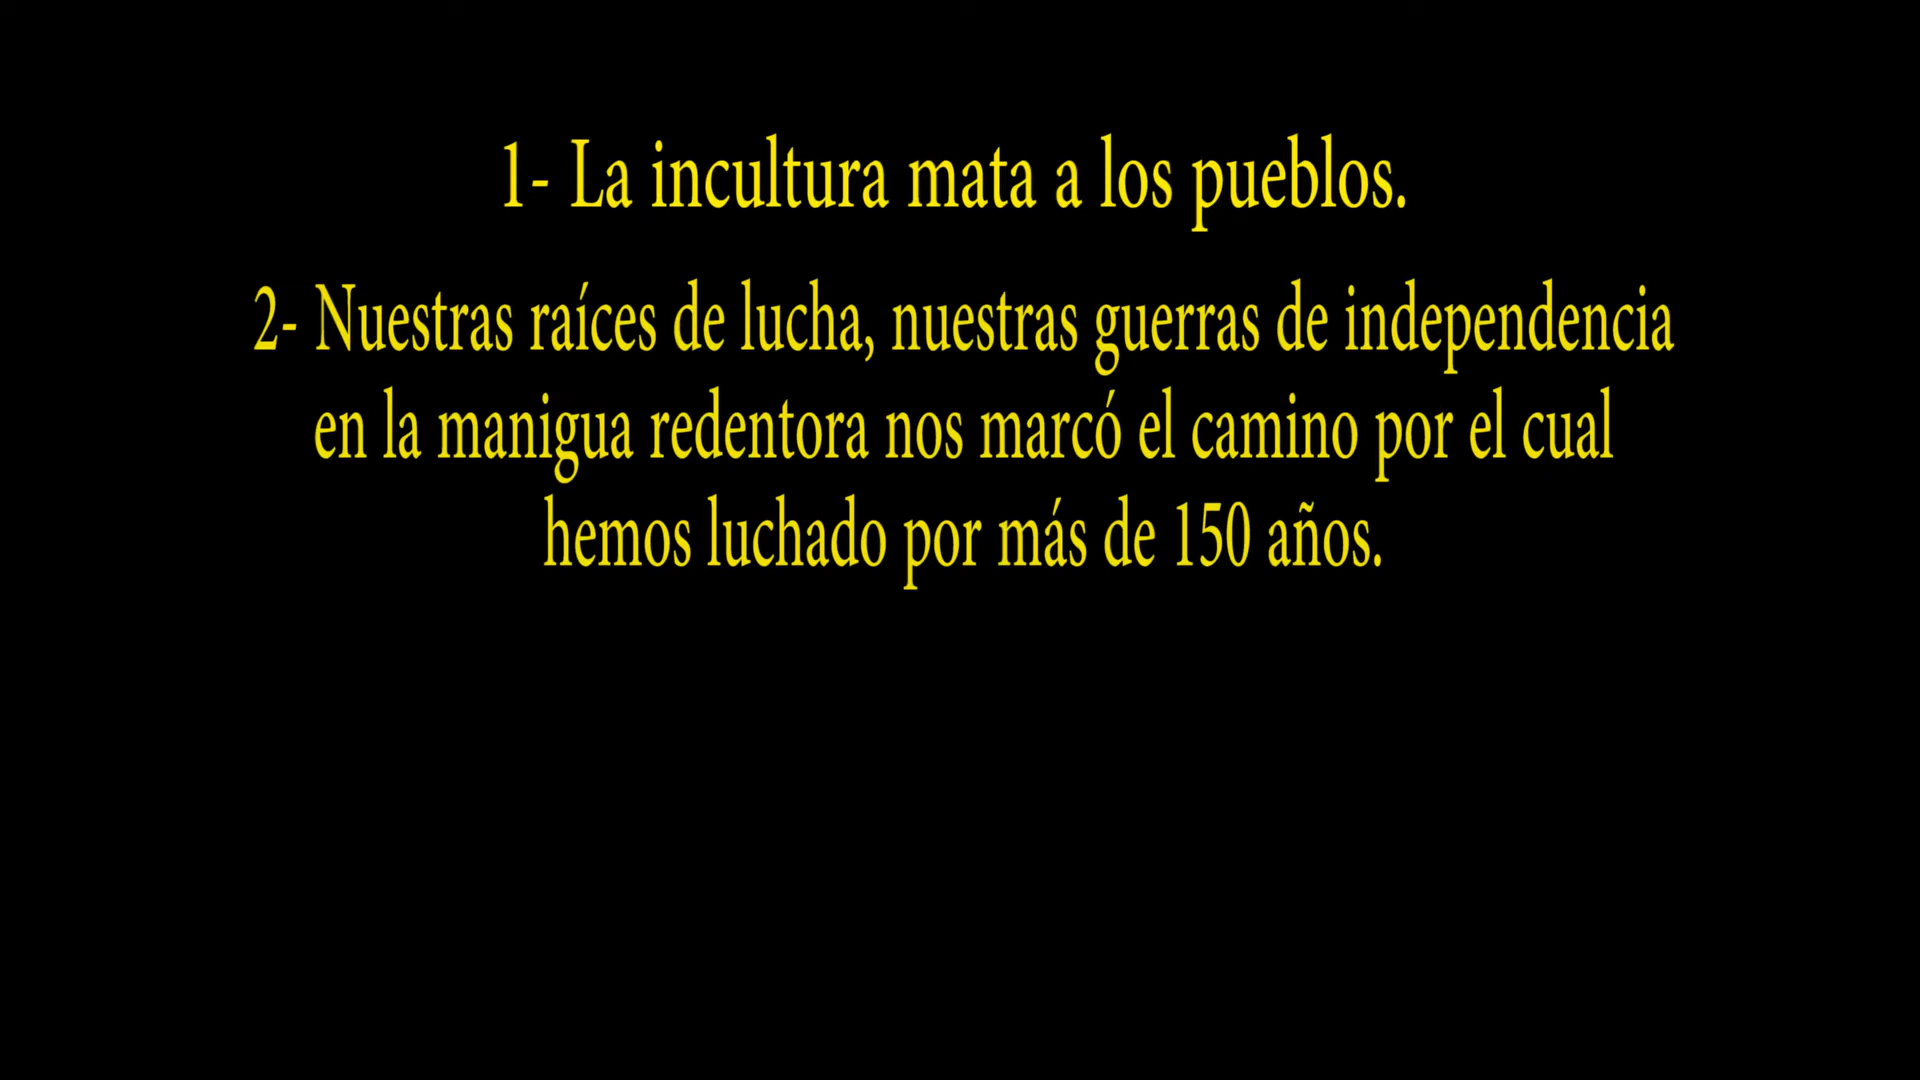 1- La incultura mata a los pueblos.
2- Nuestras raíces de lucha, nuestras guerras de independencia
en la manigua redentora nos marcó el camino por el cual
hemos luchado por más de 150 años.